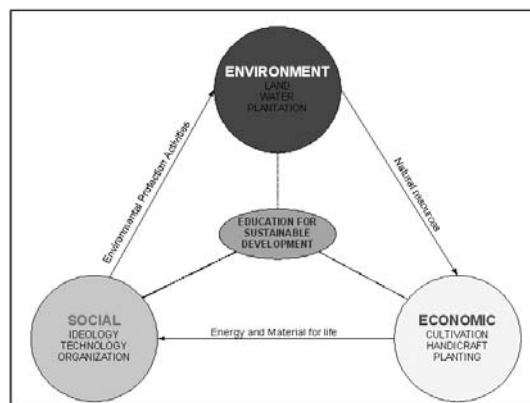 ENVIRONMENT
LAND
WATER
PLANTATION
Environmental Protection Activities
Natural resources
EDUCATION FOR
SUSTAINABLE
DEVELOPMENT
SOCIAL
IDEOLOGY
TECHNOLOGY
ORGANIZATION
Energy and Material for life
ECONOMIC
CULTIVATION
HANDICRAFT
PLANTING